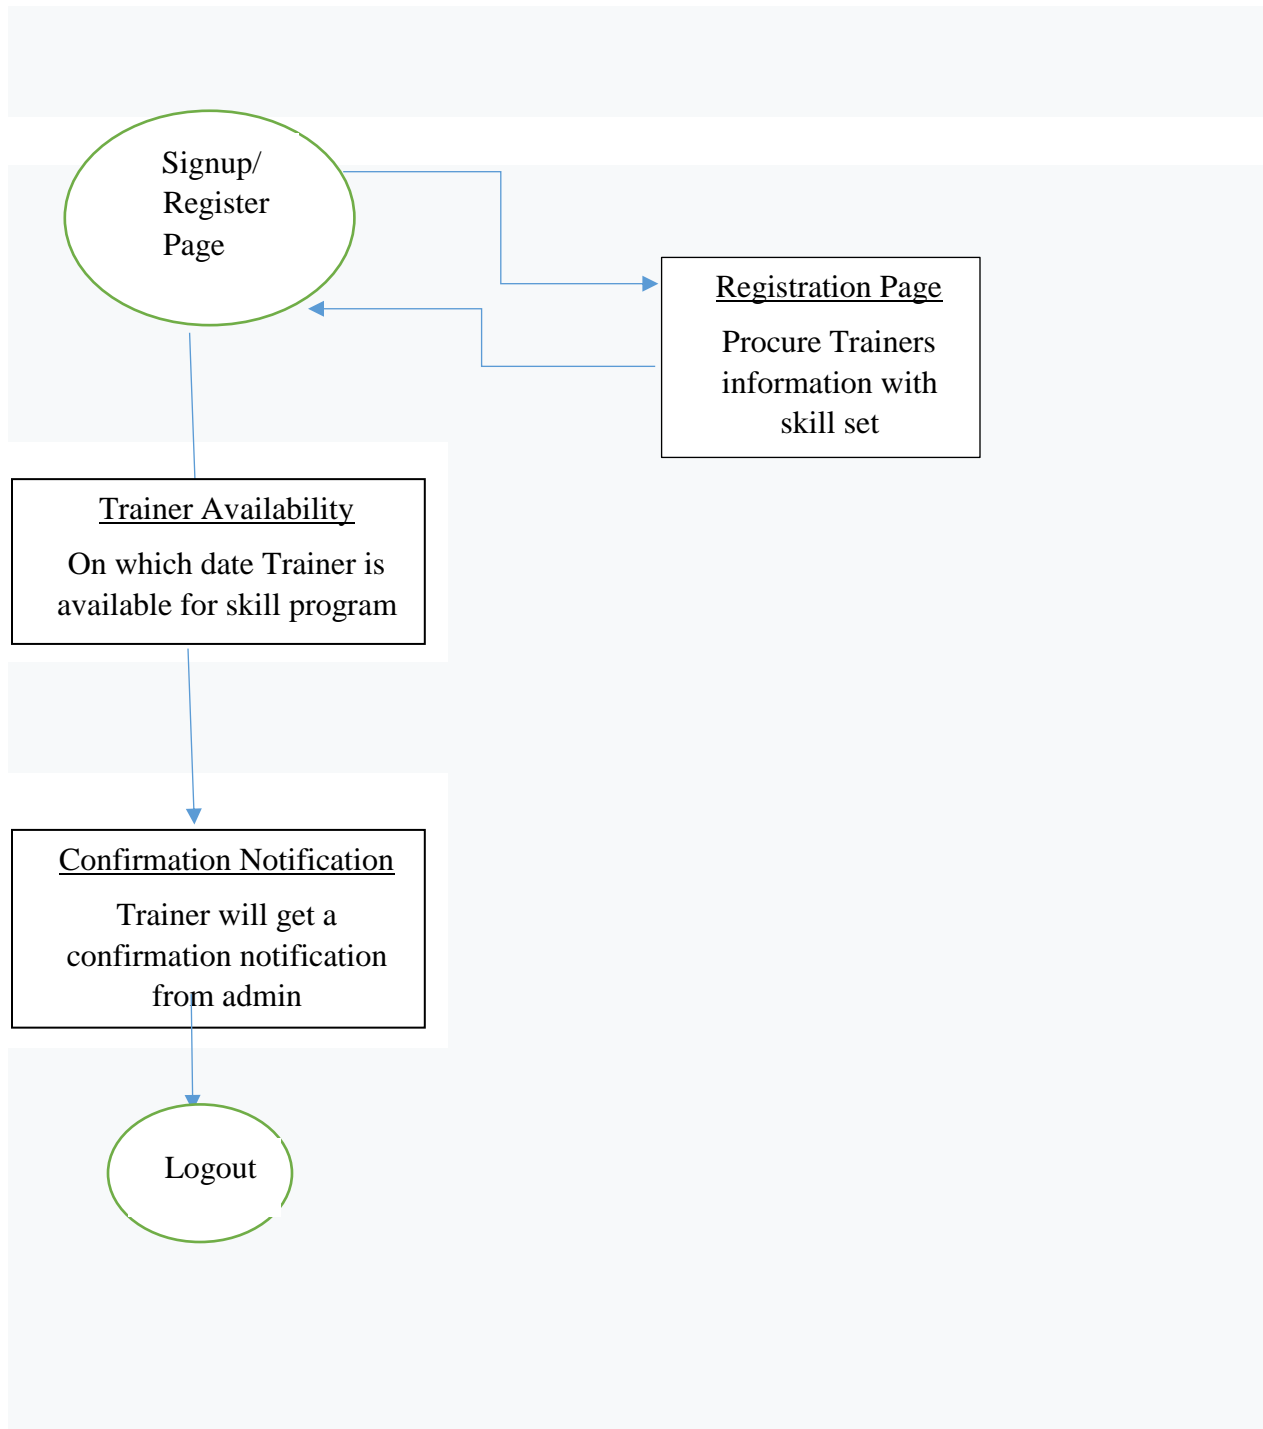 Signup/
Register
Page
Registration Page
Procure Trainers
information with
skill set
Trainer Availability
On which date Trainer is
available for skill program
Confirmation Notification
Trainer will get a
confirmation notification
from admin
Logout